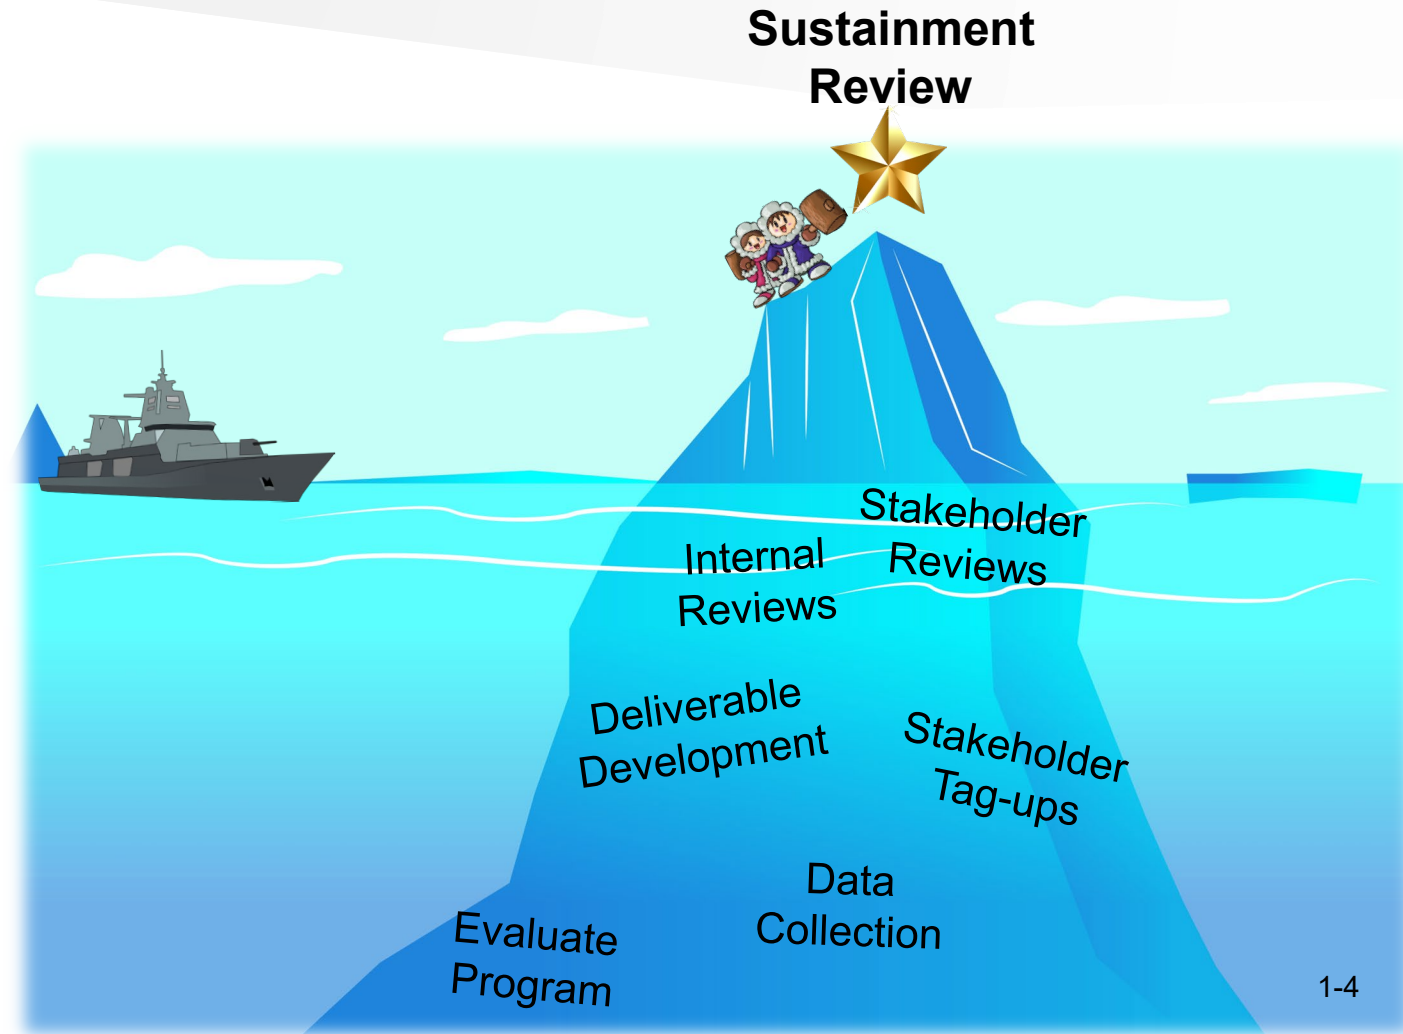 Sustainment
Review
Stakeholder
Reviews
Internal
Reviews
Deliverable
Development
Stakeholder
Tag-ups
Data
Collection
Evaluate
Program
1-4